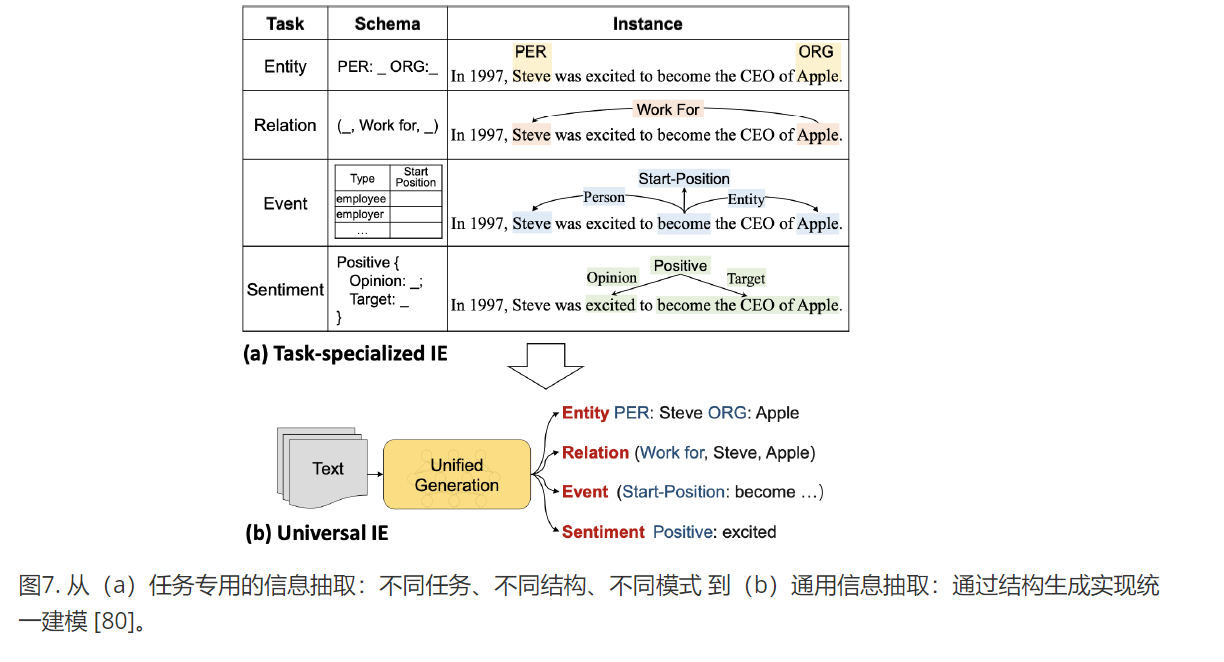 Task Schema Instance
PER ORG
Entity PER: _ ORG:_ In 1997, Steve was excited to become the CEO of Apple.
Work For
Relation (_, Work for, _) In 1997, Steve was excited to become the CEO of Apple.
Type Start Position
employee
employer
...
Start-Position
Person Entity
Event In 1997, Steve was excited to become the CEO of Apple.
Positive {
Opinion: _;
Target: _
}
Positive
Opinion Target
Sentiment In 1997, Steve was excited to become the CEO of Apple.
(a) Task-specialized IE
Text
Unified
Generation
Entity PER: Steve ORG: Apple
Relation (Work for, Steve, Apple)
Event (Start-Position: become ...)
Sentiment Positive: excited
(b) Universal IE
图7. 从（a）任务专用的信息抽取：不同任务、不同结构、不同模式 到（b）通用信息抽取：通过结构生成实现统
一建模 [80]。